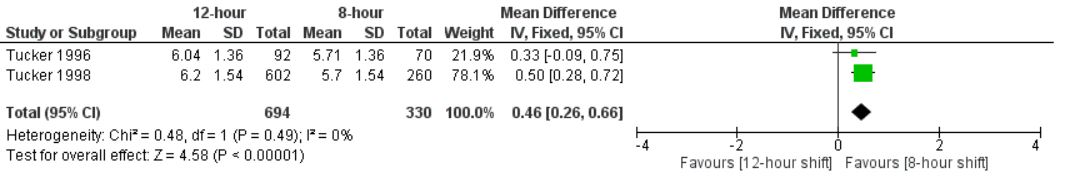 12-hour 8-hour Mean Difference Mean Difference
Study or Subgroup Mean SD Total Mean SD Total Weight IV, Fixed, 95% CI IV, Fixed, 95% CI
Tucker 1996 6.04 1.36 92 5.71 1.36 70 21.9% 0.33 [-0.09, 0.75]
Tucker 1998 6.2 1.54 602 5.7 1.54 260 78.1% 0.50 [0.28, 0.72]
Total (95% CI) 694 330 100.0% 0.46 [0.26, 0.66]
Heterogeneity: Chi² = 0.48, df = 1 (P = 0.49); I² = 0%
Test for overall effect: Z = 4.58 (P < 0.00001)
-4 -2 0 2 4
Favours [12-hour shift] Favours [8-hour shift]